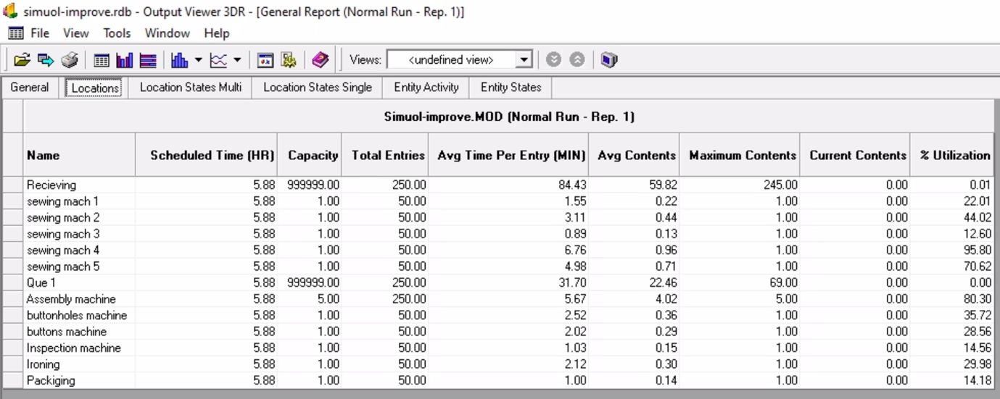 simuol-improve.rdb - Output Viewer 3DR - [General Report (Normal Run - Rep. 1)]
File View Tools Window Help
Views: <undefined view>
General Locations Location States Multi Location States Single Entity Activity Entity States
Simuol-improve.MOD (Normal Run - Rep. 1)
Name Scheduled Time (HR) Capacity Total Entries Avg Time Per Entry (MIN) Avg Contents Maximum Contents Current Contents % Utilization
Recieving 5.88 999999.00 250.00 84.43 59.82 245.00 0.00 0.01
sewing mach 1 5.88 1.00 50.00 1.55 0.22 1.00 0.00 22.01
sewing mach 2 5.88 1.00 50.00 3.11 0.44 1.00 0.00 44.02
sewing mach 3 5.88 1.00 50.00 0.89 0.13 1.00 0.00 12.60
sewing mach 4 5.88 1.00 50.00 6.76 0.96 1.00 0.00 95.80
sewing mach 5 5.88 1.00 50.00 4.98 0.71 1.00 0.00 70.62
Que 1 5.88 999999.00 250.00 31.70 22.46 69.00 0.00 0.00
Assembly machine 5.88 5.00 250.00 5.67 4.02 5.00 0.00 80.30
buttonholes machine 5.88 1.00 50.00 2.52 0.36 1.00 0.00 35.72
buttons machine 5.88 1.00 50.00 2.02 0.29 1.00 0.00 28.56
Inspection machine 5.88 1.00 50.00 1.03 0.15 1.00 0.00 14.56
Ironing 5.88 1.00 50.00 2.12 0.30 1.00 0.00 29.98
Packiging 5.88 1.00 50.00 1.00 0.14 1.00 0.00 14.18